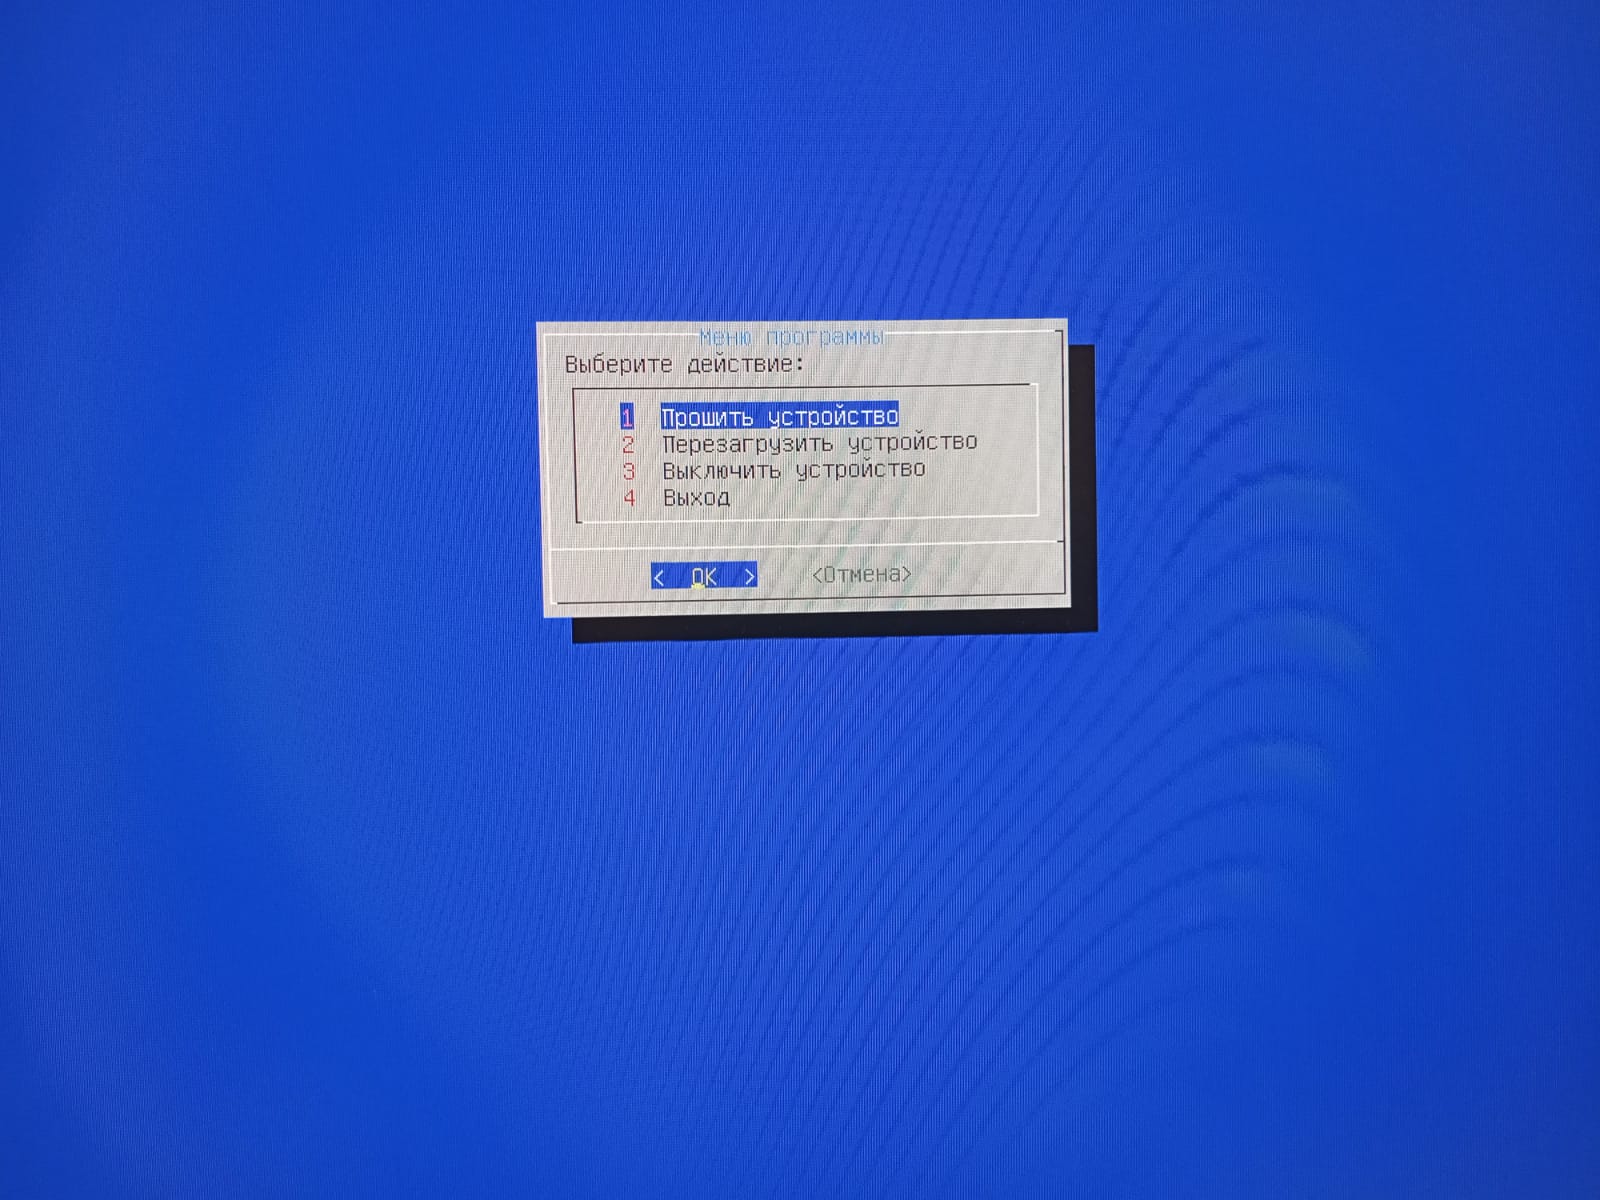 Меню программы
Выберите действие:
1 Прошить устройство
2 Перезагрузить устройство
3 Выключить устройство
4 Выход
< OK > <Отмена>